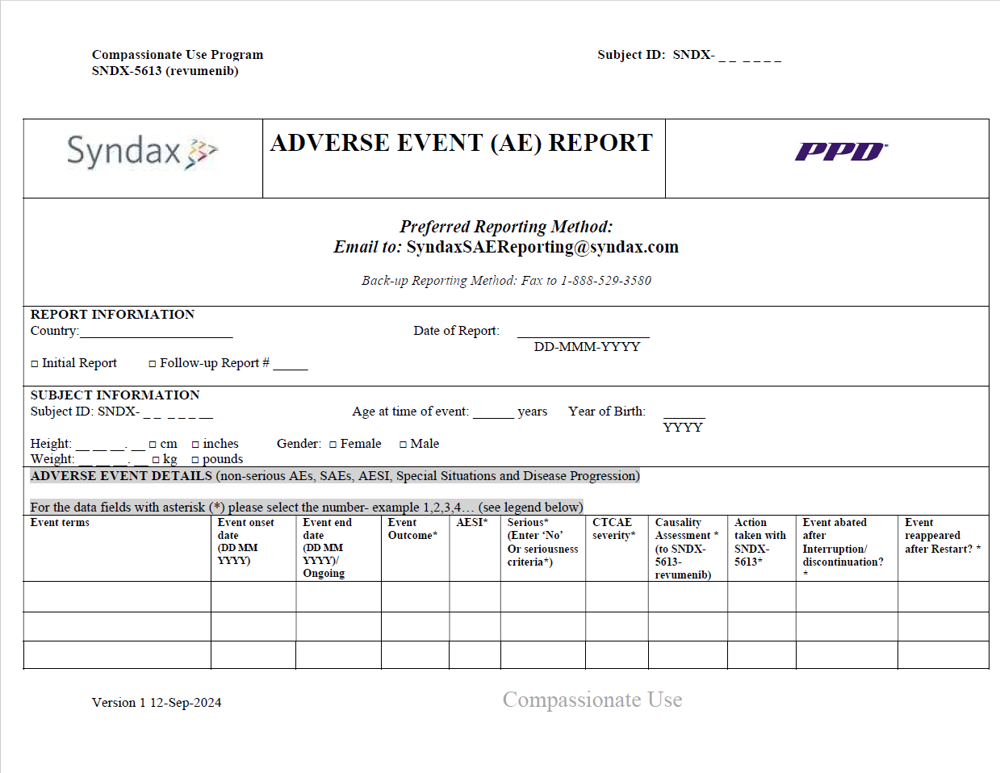 Compassionate Use Program
SNDX-5613 (revumenib)
Subject ID: SNDX- _ _ _ _ _ _
Syndax
ADVERSE EVENT (AE) REPORT
PPD
Preferred Reporting Method:
Email to: SyndaxSAEReporting@syndax.com
Back-up Reporting Method: Fax to 1-888-529-3580
REPORT INFORMATION
Country:______________________ Date of Report: ___________________
DD-MMM-YYYY
□ Initial Report □ Follow-up Report # _____
SUBJECT INFORMATION
Subject ID: SNDX- _ _ _ _ _ __ Age at time of event: ______ years Year of Birth: ______
YYYY
Height: __ __ __. __ □ cm □ inches Gender: □ Female □ Male
Weight: __ __ __. __ □ kg □ pounds
ADVERSE EVENT DETAILS (non-serious AEs, SAEs, AESI, Special Situations and Disease Progression)
For the data fields with asterisk (*) please select the number- example 1,2,3,4… (see legend below)
Event terms
Event onset
date
(DD MM
YYYY)
Event end
date
(DD MM
YYYY)/
Ongoing
Event
Outcome*
AESI*
Serious*
(Enter ‘No’
Or seriousness
criteria*)
CTCAE
severity*
Causality
Assessment *
(to SNDX-
5613-
revumenib)
Action
taken with
SNDX-
5613*
Event abated
after
Interruption/
discontinuation?
*
Event
reappeared
after Restart? *
Version 1 12-Sep-2024
Compassionate Use